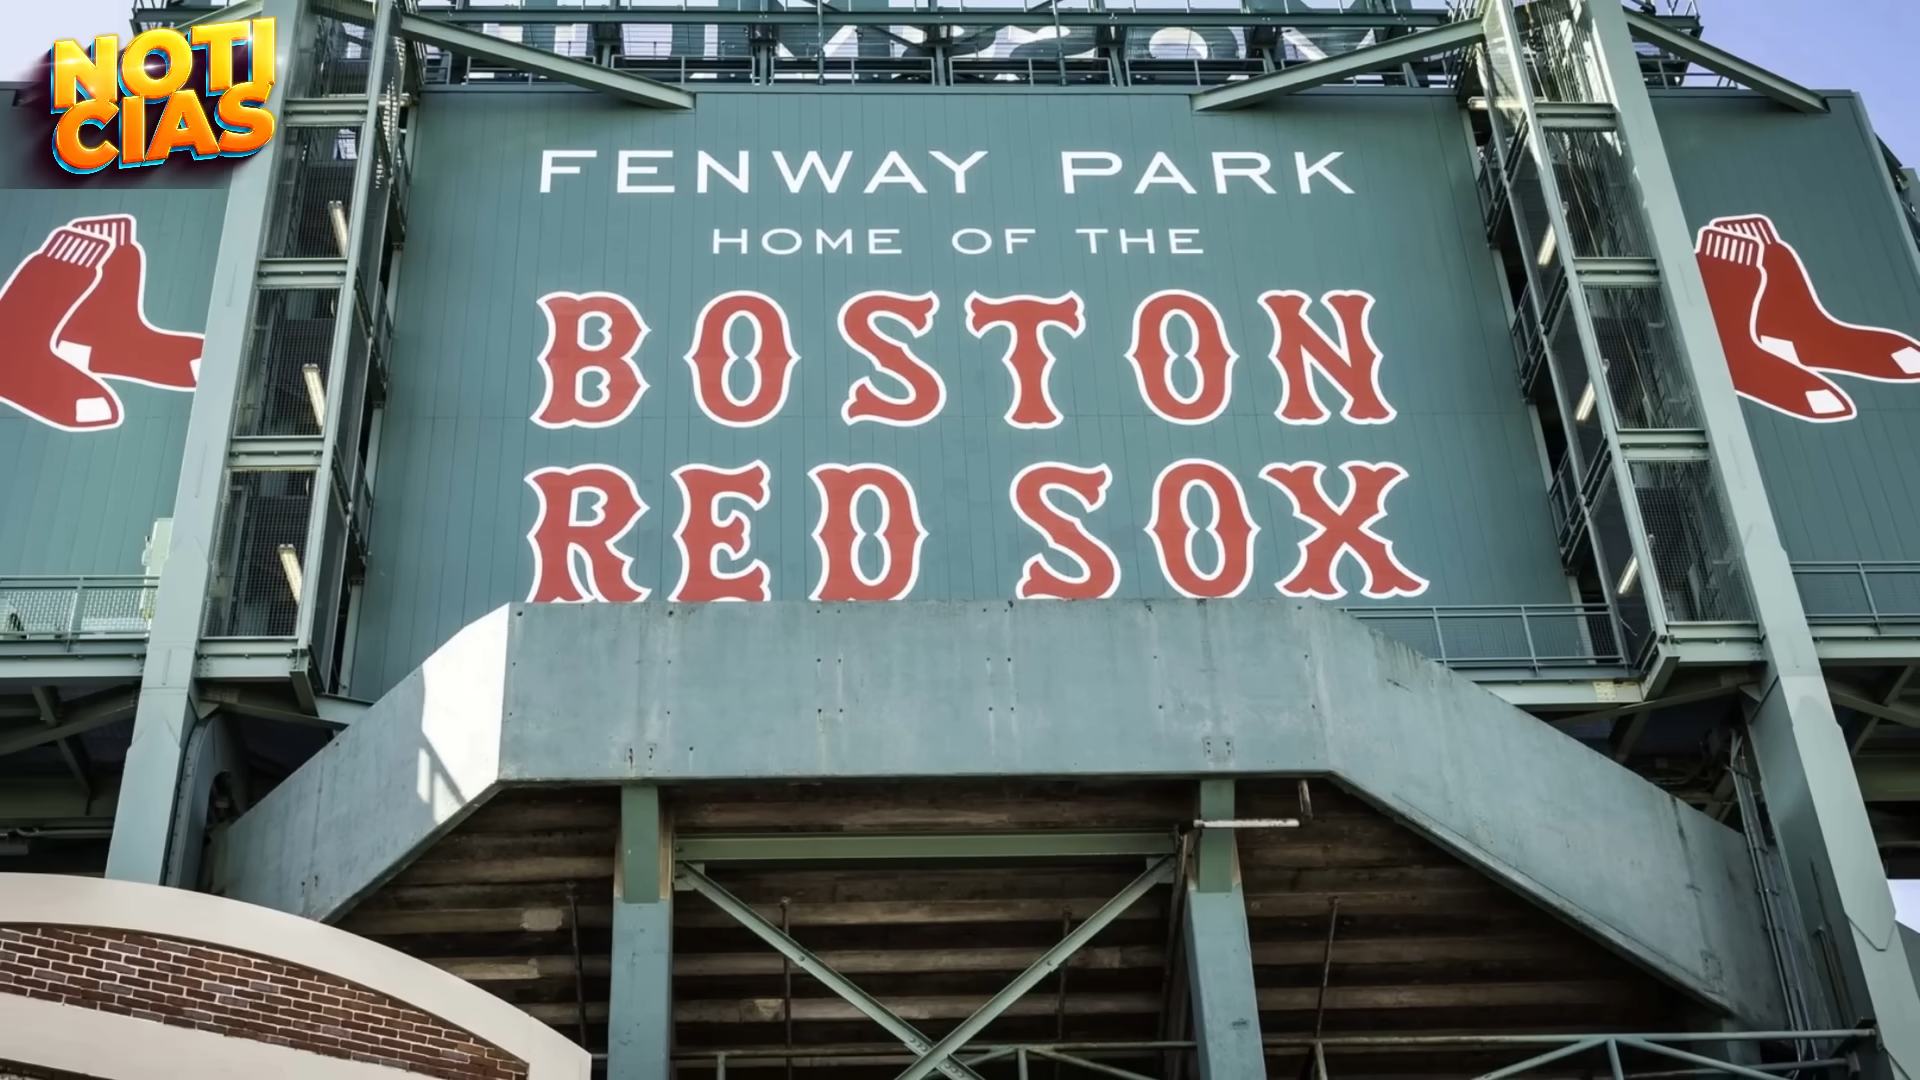 NOTI
CIAS
FENWAY PARK
HOME OF THE
BOSTON
RED SOX